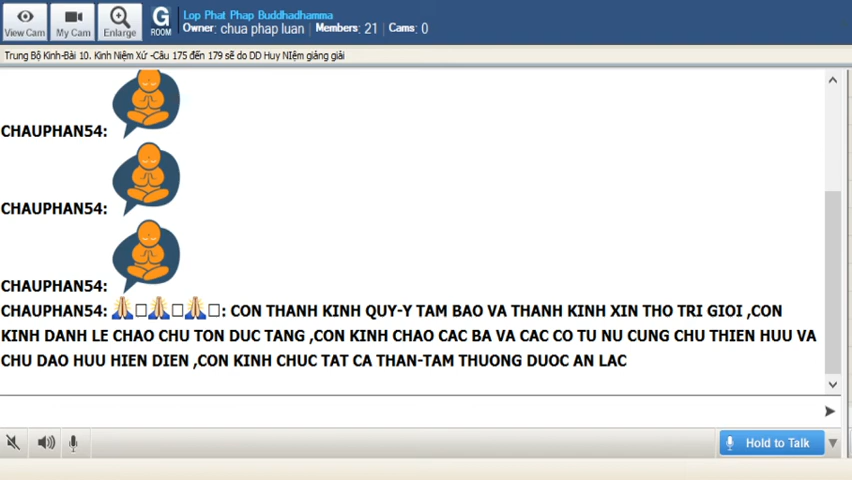 Lop Phat Phap Buddhadhamma
Owner: chua phap luan Members: 21 Cams: 0
View Cam My Cam Enlarge G ROOM
Trung Bộ Kinh-Bài 10. Kinh Niệm Xứ -Câu 175 đến 179 sẽ do DD Huy NIệm giảng giải
CHAUPHAN54:
CHAUPHAN54:
CHAUPHAN54:
CHAUPHAN54: 🙏🏼□🙏🏼□🙏🏼□: CON THANH KINH QUY-Y TAM BAO VA THANH KINH XIN THO TRI GIOI ,CON
KINH DANH LE CHAO CHU TON DUC TANG ,CON KINH CHAO CAC BA VA CAC CO TU NU CUNG CHU THIEN HUU VA
CHU DAO HUU HIEN DIEN ,CON KINH CHUC TAT CA THAN-TAM THUONG DUOC AN LAC
Hold to Talk